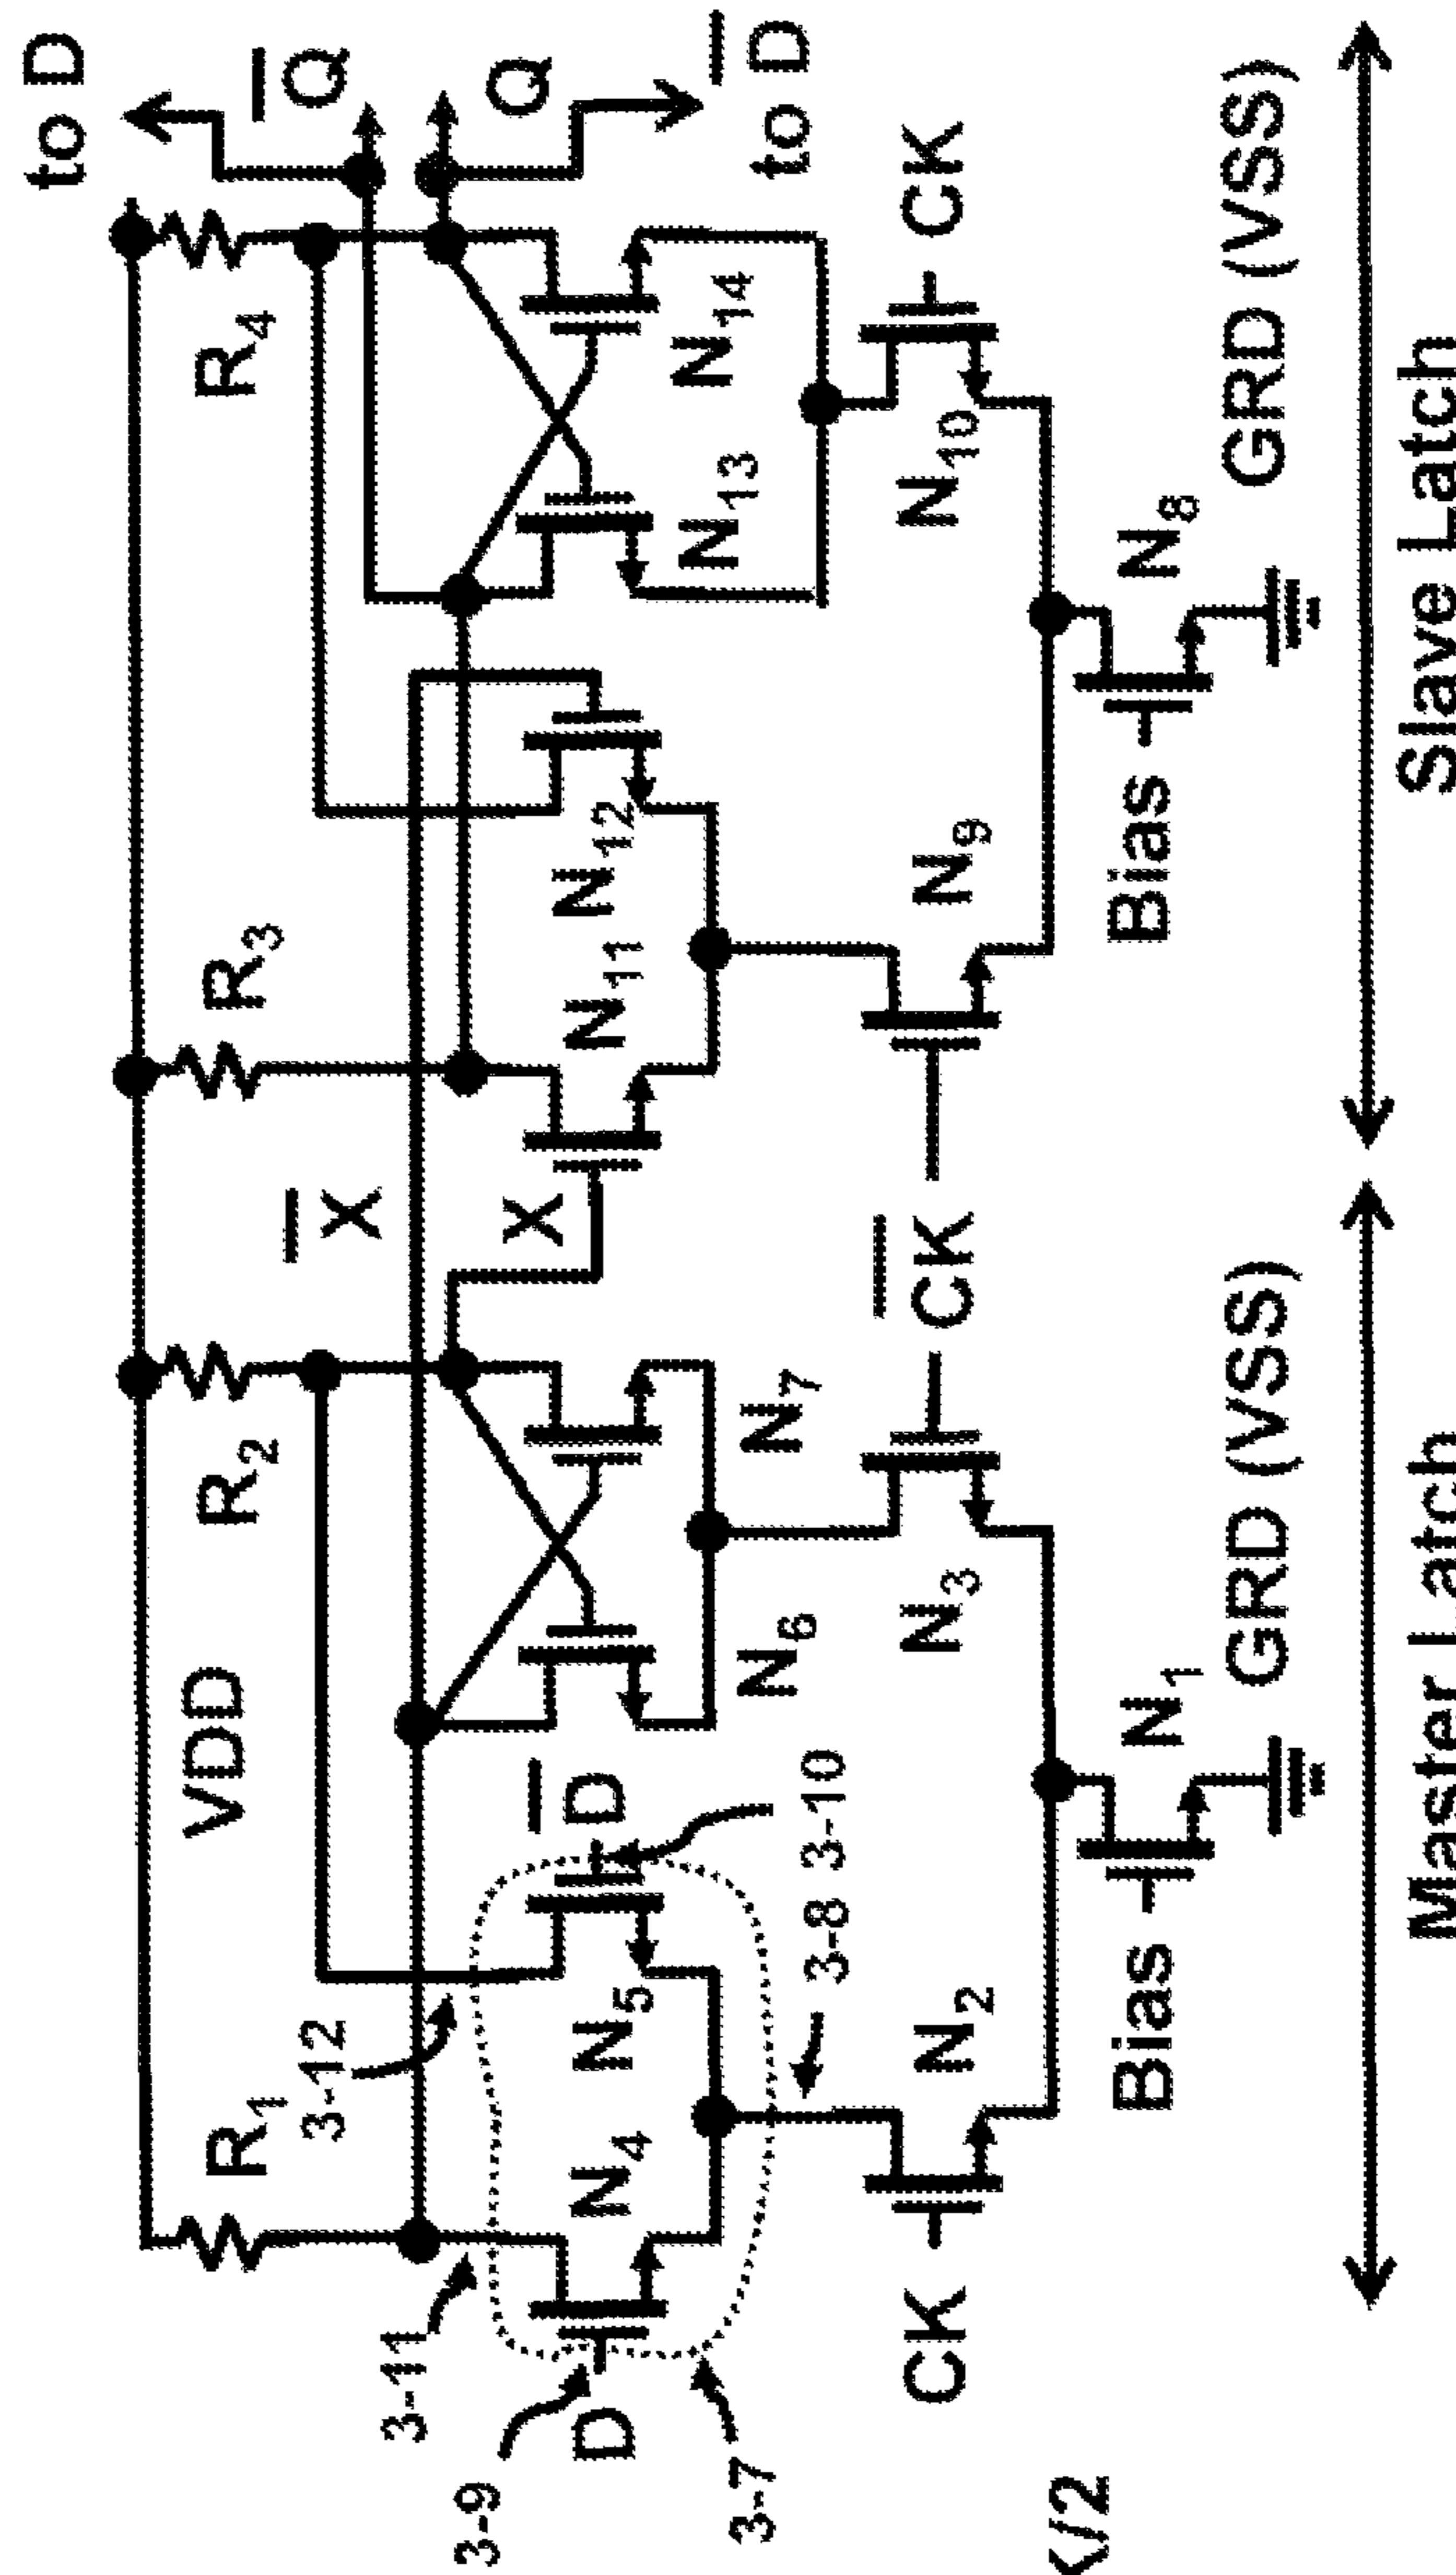 to D
R₁
VDD
R₂
R₃
R₄
Q̅
3-11
3-12
X̅
Q
3-9
D
N₄
N₅
D̅
X
N₁₁
N₁₂
to D̅
3-7
3-8
3-10
N₆
N₇
N₁₃
N₁₄
CK
N₂
N₃
C̅K̅
N₉
N₁₀
CK
K/2
Bias
N₁
Bias
N₈
GRD (VSS)
GRD (VSS)
Master Latch
Slave Latch